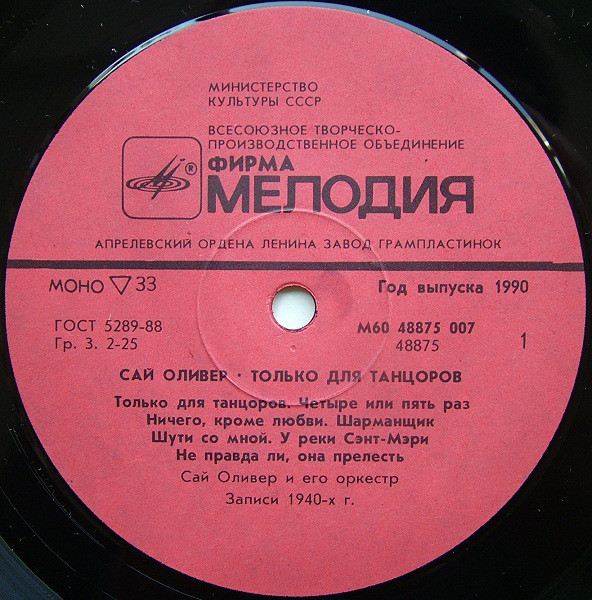 МИНИСТЕРСТВО
КУЛЬТУРЫ СССР
ВСЕСОЮЗНОЕ ТВОРЧЕСКО-
ПРОИЗВОДСТВЕННОЕ ОБЪЕДИНЕНИЕ
ФИРМА
®
МЕЛОДИЯ
АПРЕЛЕВСКИЙ ОРДЕНА ЛЕНИНА ЗАВОД ГРАМПЛАСТИНОК
МОНО ▽ 33
Год выпуска 1990
ГОСТ 5289-88
М60 48875 007
Гр. 3. 2-25
48875
1
САЙ ОЛИВЕР · ТОЛЬКО ДЛЯ ТАНЦОРОВ
Только для танцоров. Четыре или пять раз
Ничего, кроме любви. Шарманщик
Шути со мной. У реки Сэнт-Мэри
Не правда ли, она прелесть
Сай Оливер и его оркестр
Записи 1940-х г.